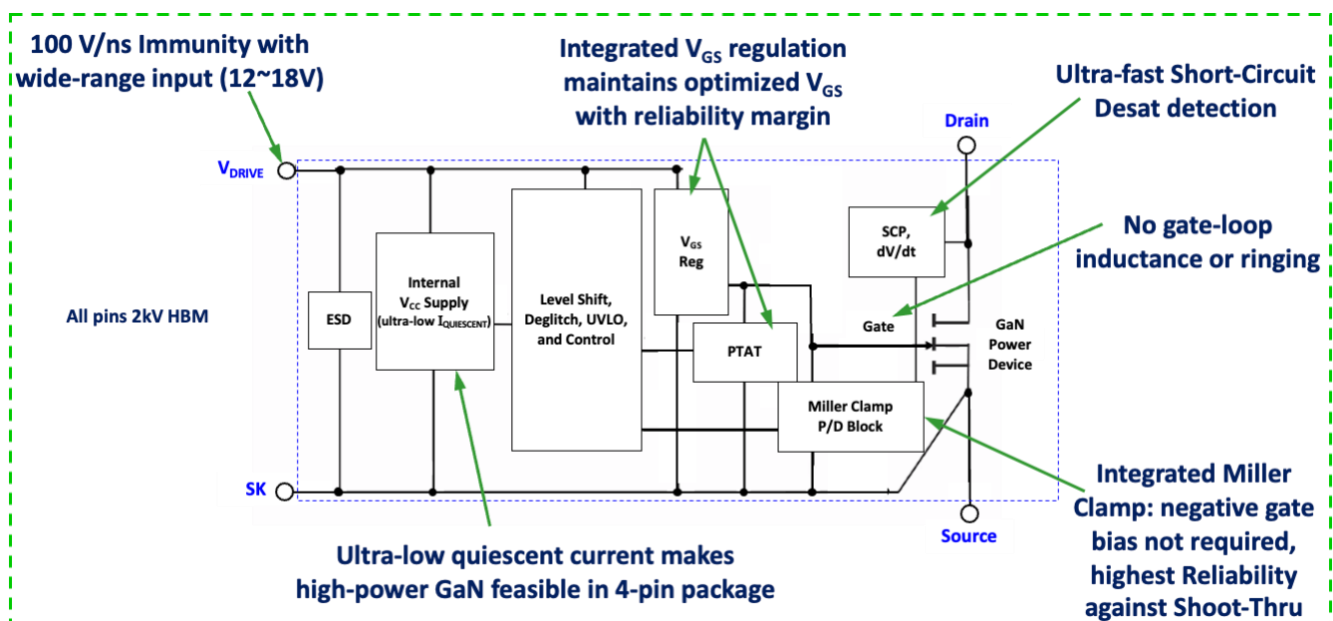 100 V/ns Immunity with
wide-range input (12~18V)
Integrated VGS regulation
maintains optimized VGS
with reliability margin
Ultra-fast Short-Circuit
Desat detection
Drain
VDRIVE
SCP,
dV/dt
No gate-loop
inductance or ringing
VGS
Reg
Internal
VCC Supply
(ultra-low IQUIESCENT)
Level Shift,
Deglitch, UVLO,
and Control
All pins 2kV HBM
ESD
PTAT
Gate
GaN
Power
Device
Miller Clamp
P/D Block
SK
Source
Integrated Miller
Clamp: negative gate
bias not required,
highest Reliability
against Shoot-Thru
Ultra-low quiescent current makes
high-power GaN feasible in 4-pin package